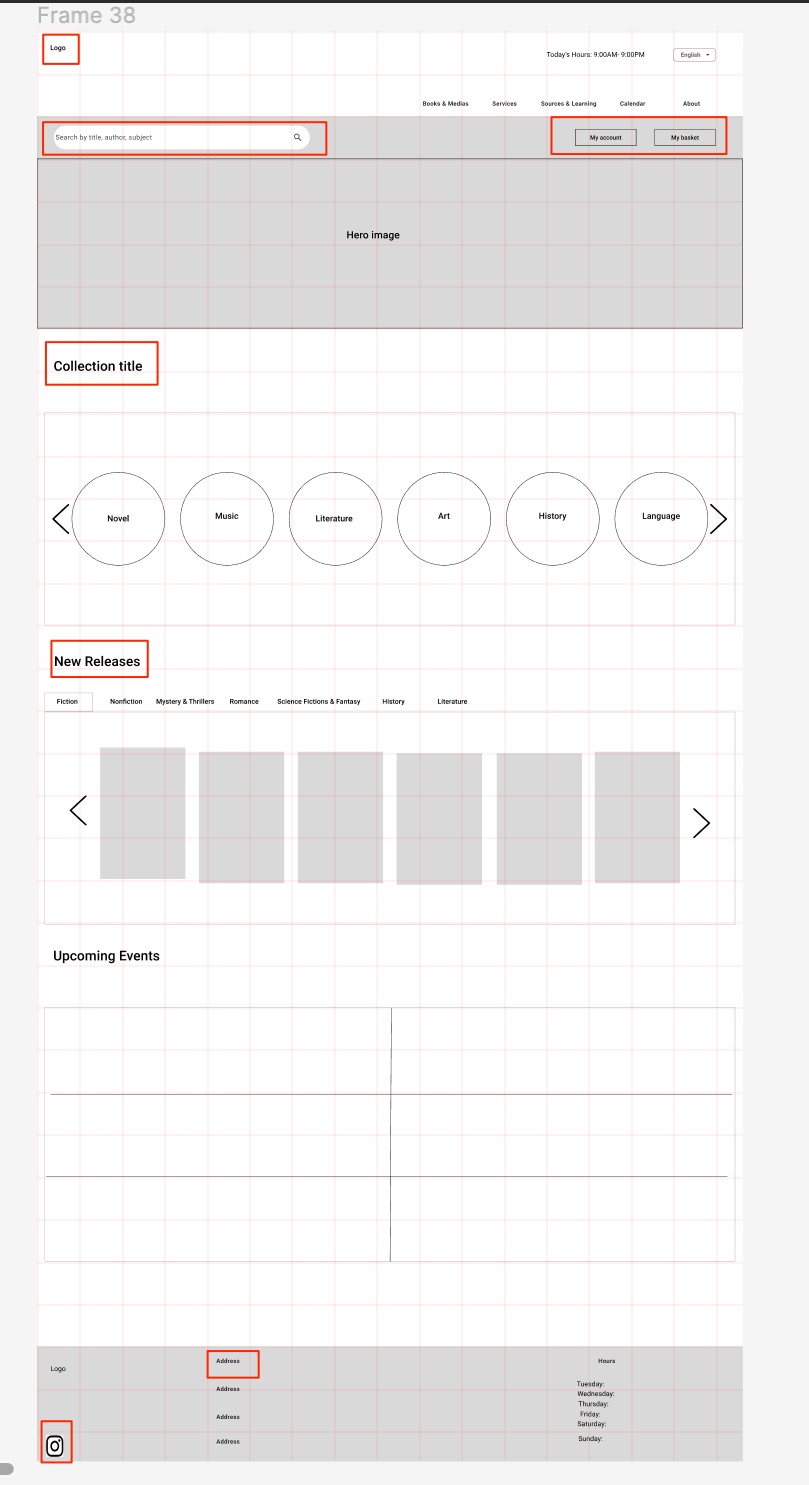 Frame 38
Logo
Today's Hours: 9:00AM- 9:00PM
English
Books & Medias Services Sources & Learning Calendar About
Search by title, author, subject
My account My basket
Hero image
Collection title
Novel Music Literature Art History Language
New Releases
Fiction Nonfiction Mystery & Thrillers Romance Science Fictions & Fantasy History Literature
Upcoming Events
Logo
Address
Address
Address
Address
Hours
Tuesday:
Wednesday:
Thursday:
Friday:
Saturday:
Sunday: